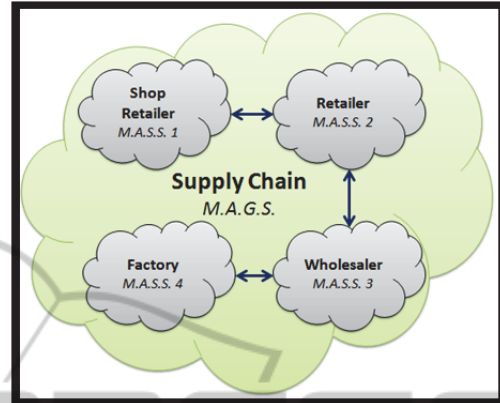 Shop
Retailer
M.A.S.S. 1
Retailer
M.A.S.S. 2
Supply Chain
M.A.G.S.
Factory
M.A.S.S. 4
Wholesaler
M.A.S.S. 3